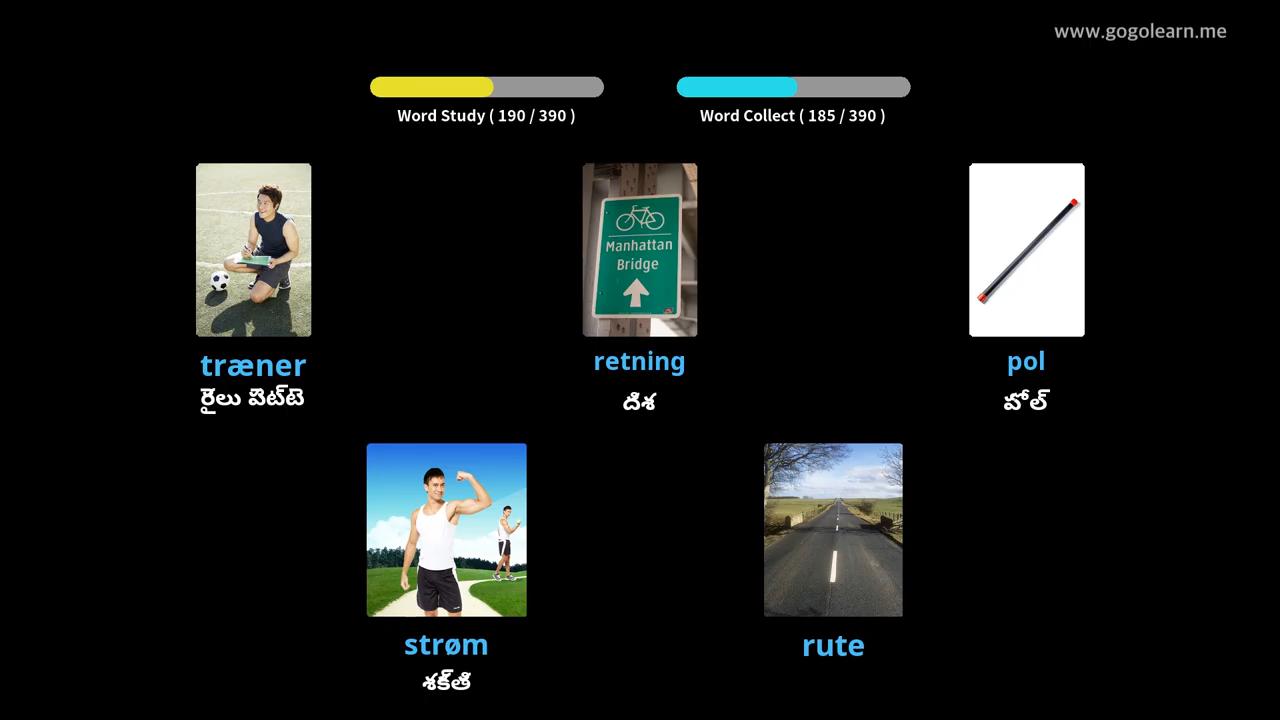 www.gogolearn.me
Word Study ( 190 / 390 )
Word Collect ( 185 / 390 )
Manhattan
Bridge
træner
రైలు పెట్టె
retning
దిశ
pol
పోల్
strøm
శక్తి
rute